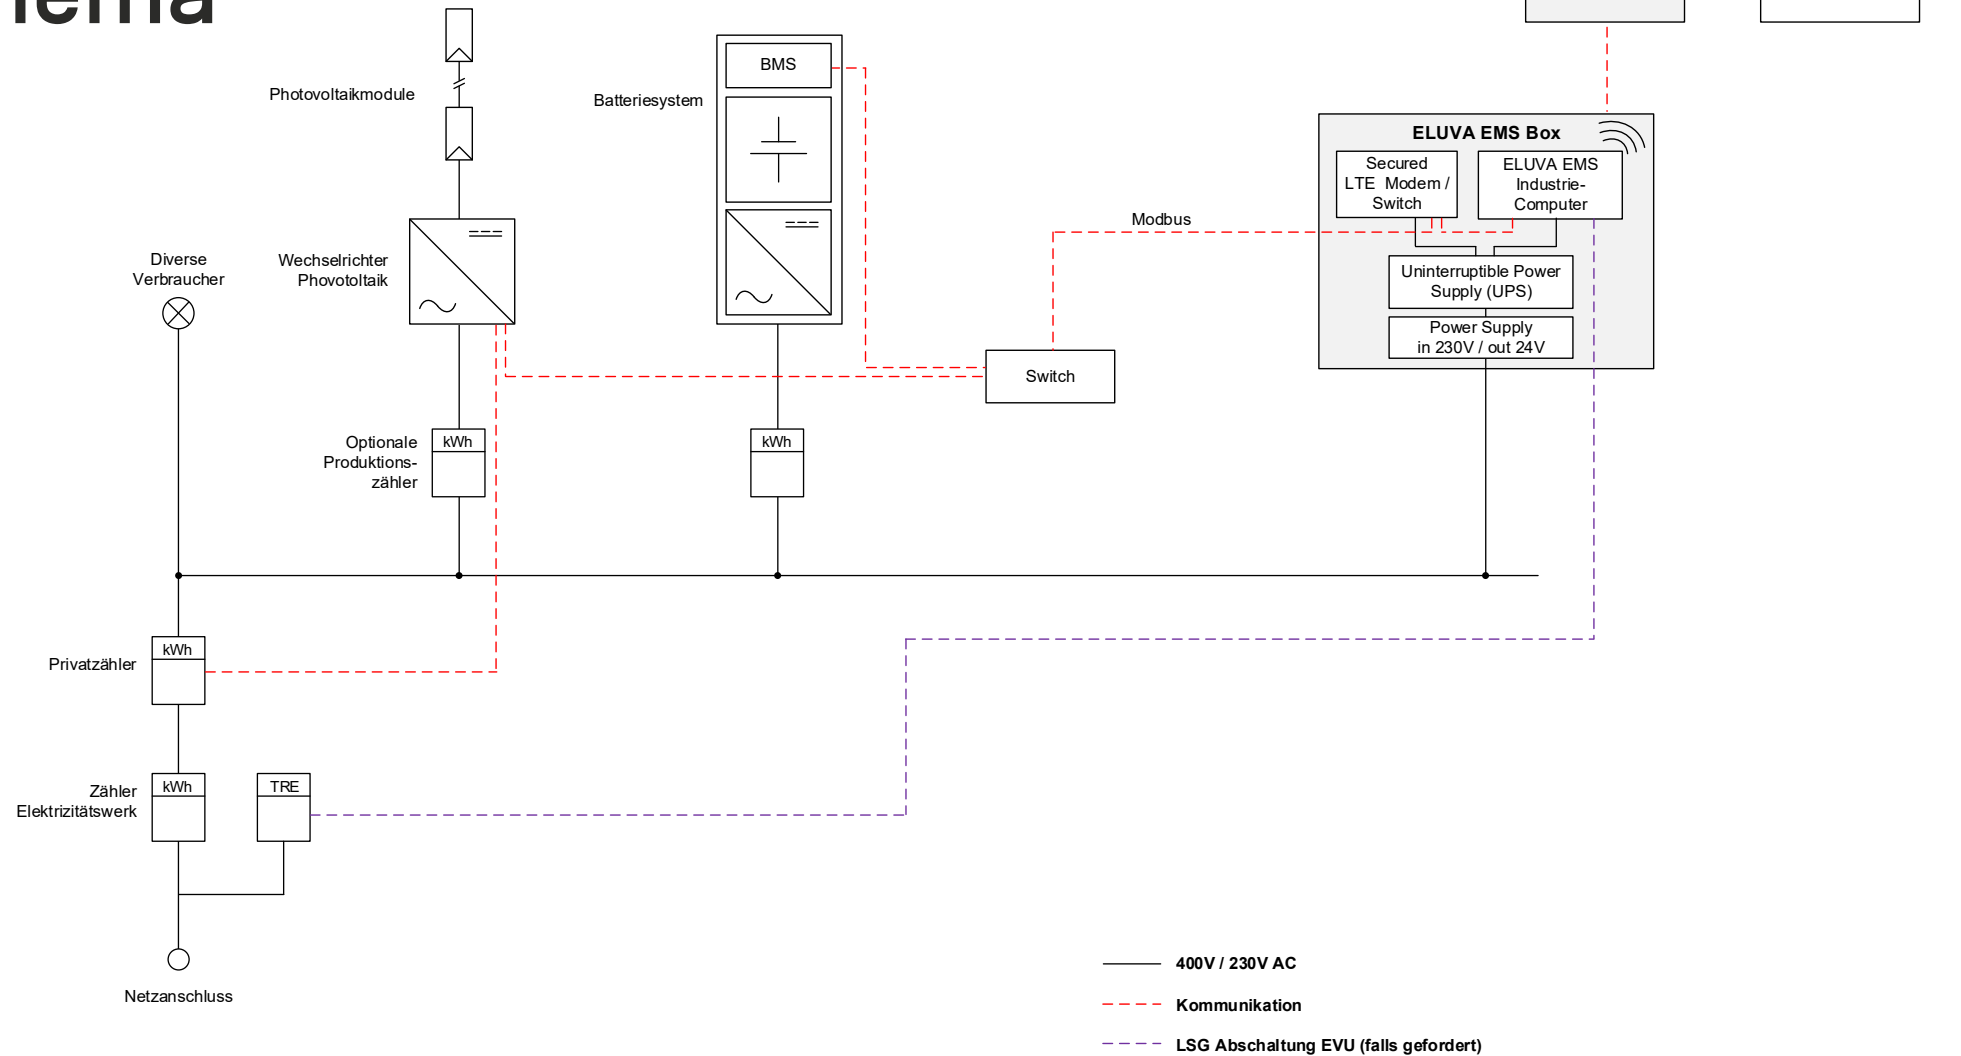 Photovoltaikmodule
Batteriesystem
BMS
ELUVA EMS Box
Secured
LTE Modem /
Switch
ELUVA EMS
Industrie-
Computer
Modbus
Uninterruptible Power
Supply (UPS)
Power Supply
in 230V / out 24V
Diverse
Verbraucher
Wechselrichter
Phovotoltaik
Switch
Optionale
Produktions-
zähler
kWh
kWh
Privatzähler
kWh
Zähler
Elektrizitätswerk
kWh
TRE
Netzanschluss
400V / 230V AC
Kommunikation
LSG Abschaltung EVU (falls gefordert)